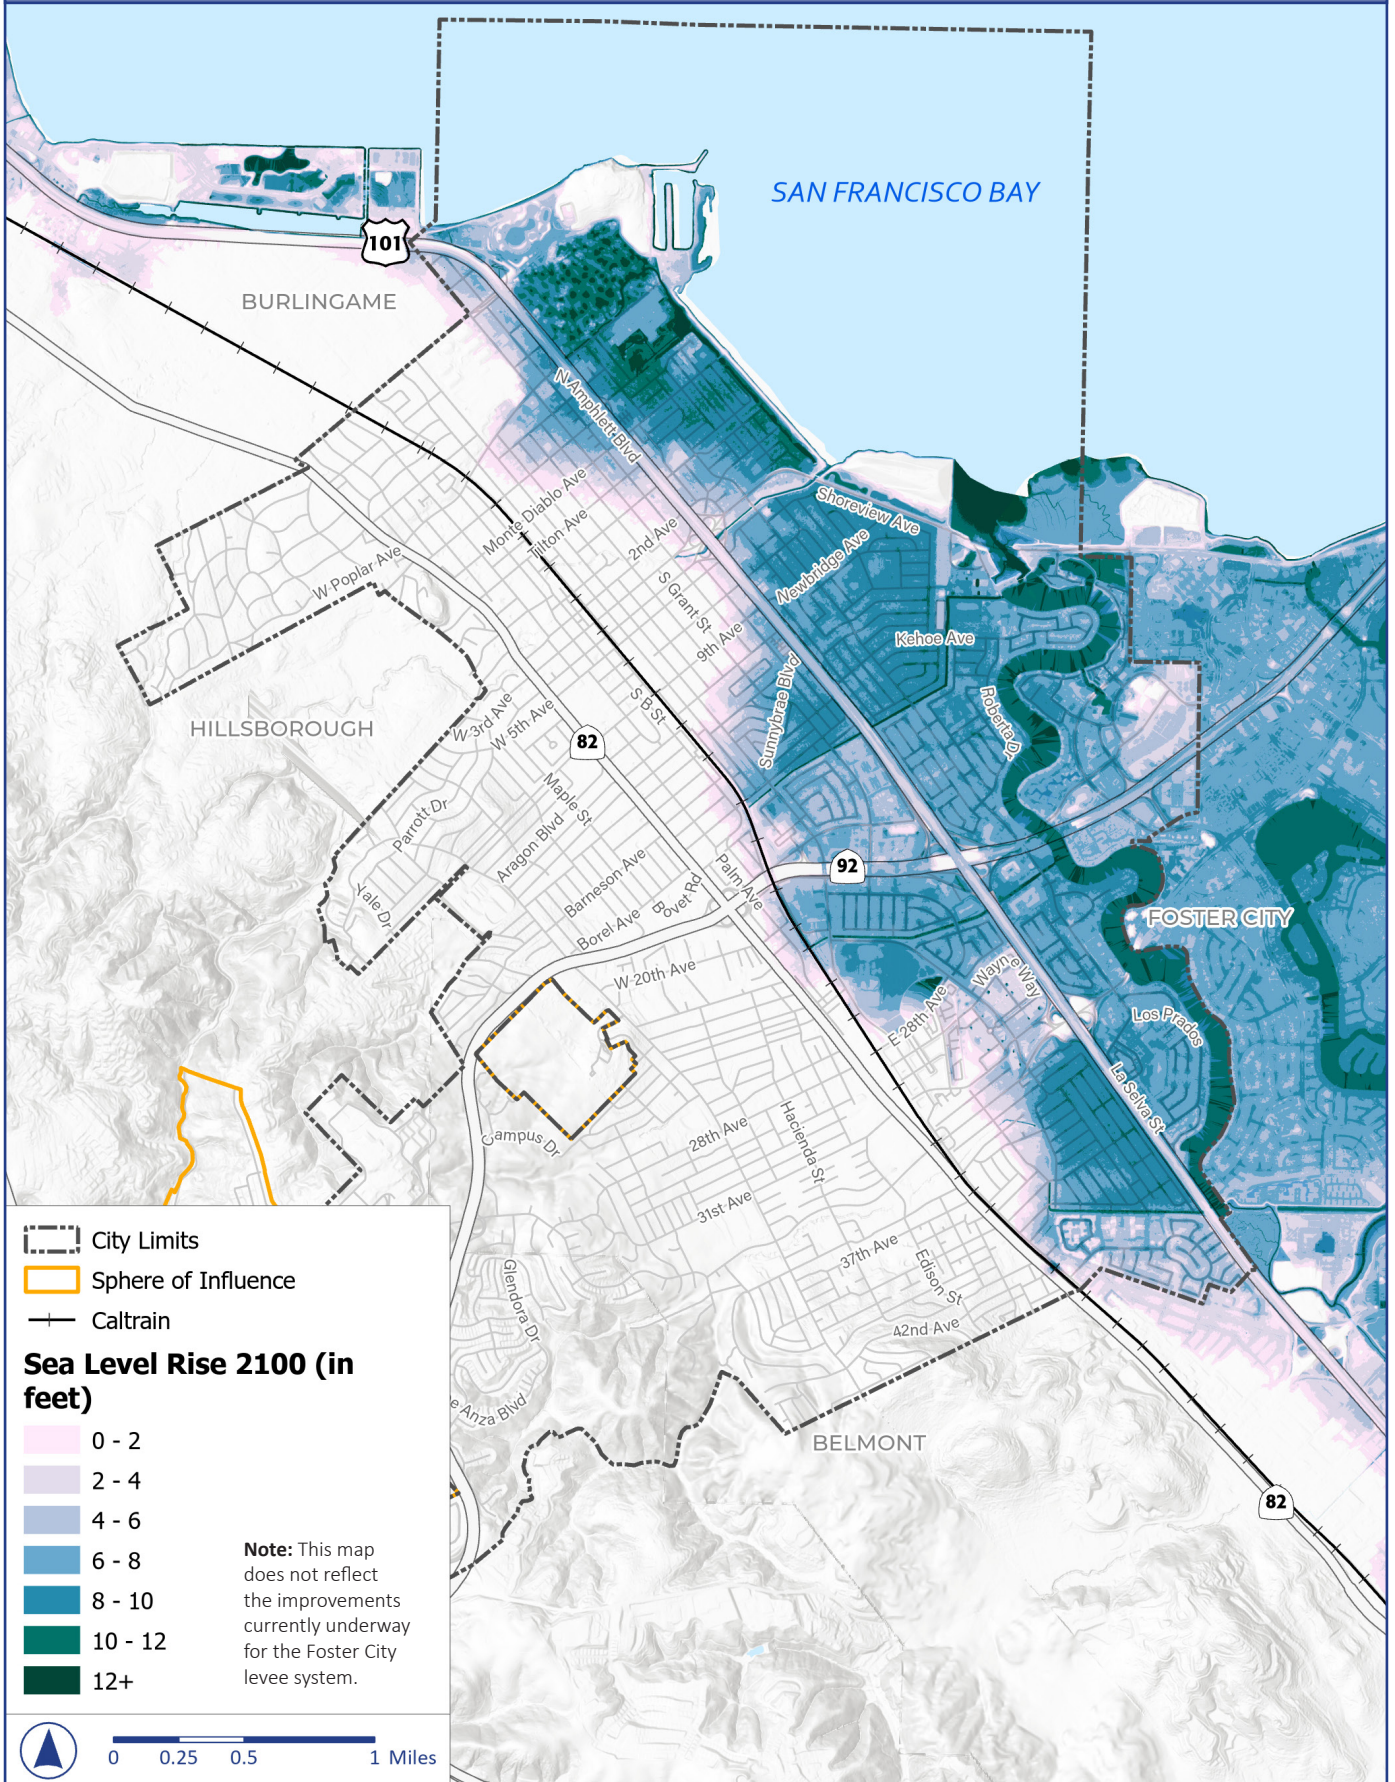 SAN FRANCISCO BAY
101
BURLINGAME
N Amphlett Blvd
Monte Diablo Ave
Tilton Ave
2nd Ave
Shoreview Ave
Newbridge Ave
W Poplar Ave
S Grant St
9th Ave
Kehoe Ave
Sunnybrae Blvd
Roberta Dr
HILLSBOROUGH
W 3rd Ave
W 5th Ave
S B St
82
Maple St
Parrott Dr
Aragon Blvd
Barneson Ave
Palm Ave
92
Yale Dr
Bovet Rd
Borel Ave
FOSTER CITY
W 20th Ave
Wayne Way
E 28th Ave
Los Prados
La Selva St
Campus Dr
28th Ave
Hacienda St
31st Ave
37th Ave
Edison St
Glendora Dr
42nd Ave
e Anza Blvd
BELMONT
82
City Limits
Sphere of Influence
Caltrain
Sea Level Rise 2100 (in
feet)
0 - 2
2 - 4
4 - 6
6 - 8
8 - 10
10 - 12
12+
Note: This map
does not reflect
the improvements
currently underway
for the Foster City
levee system.
0 0.25 0.5 1 Miles